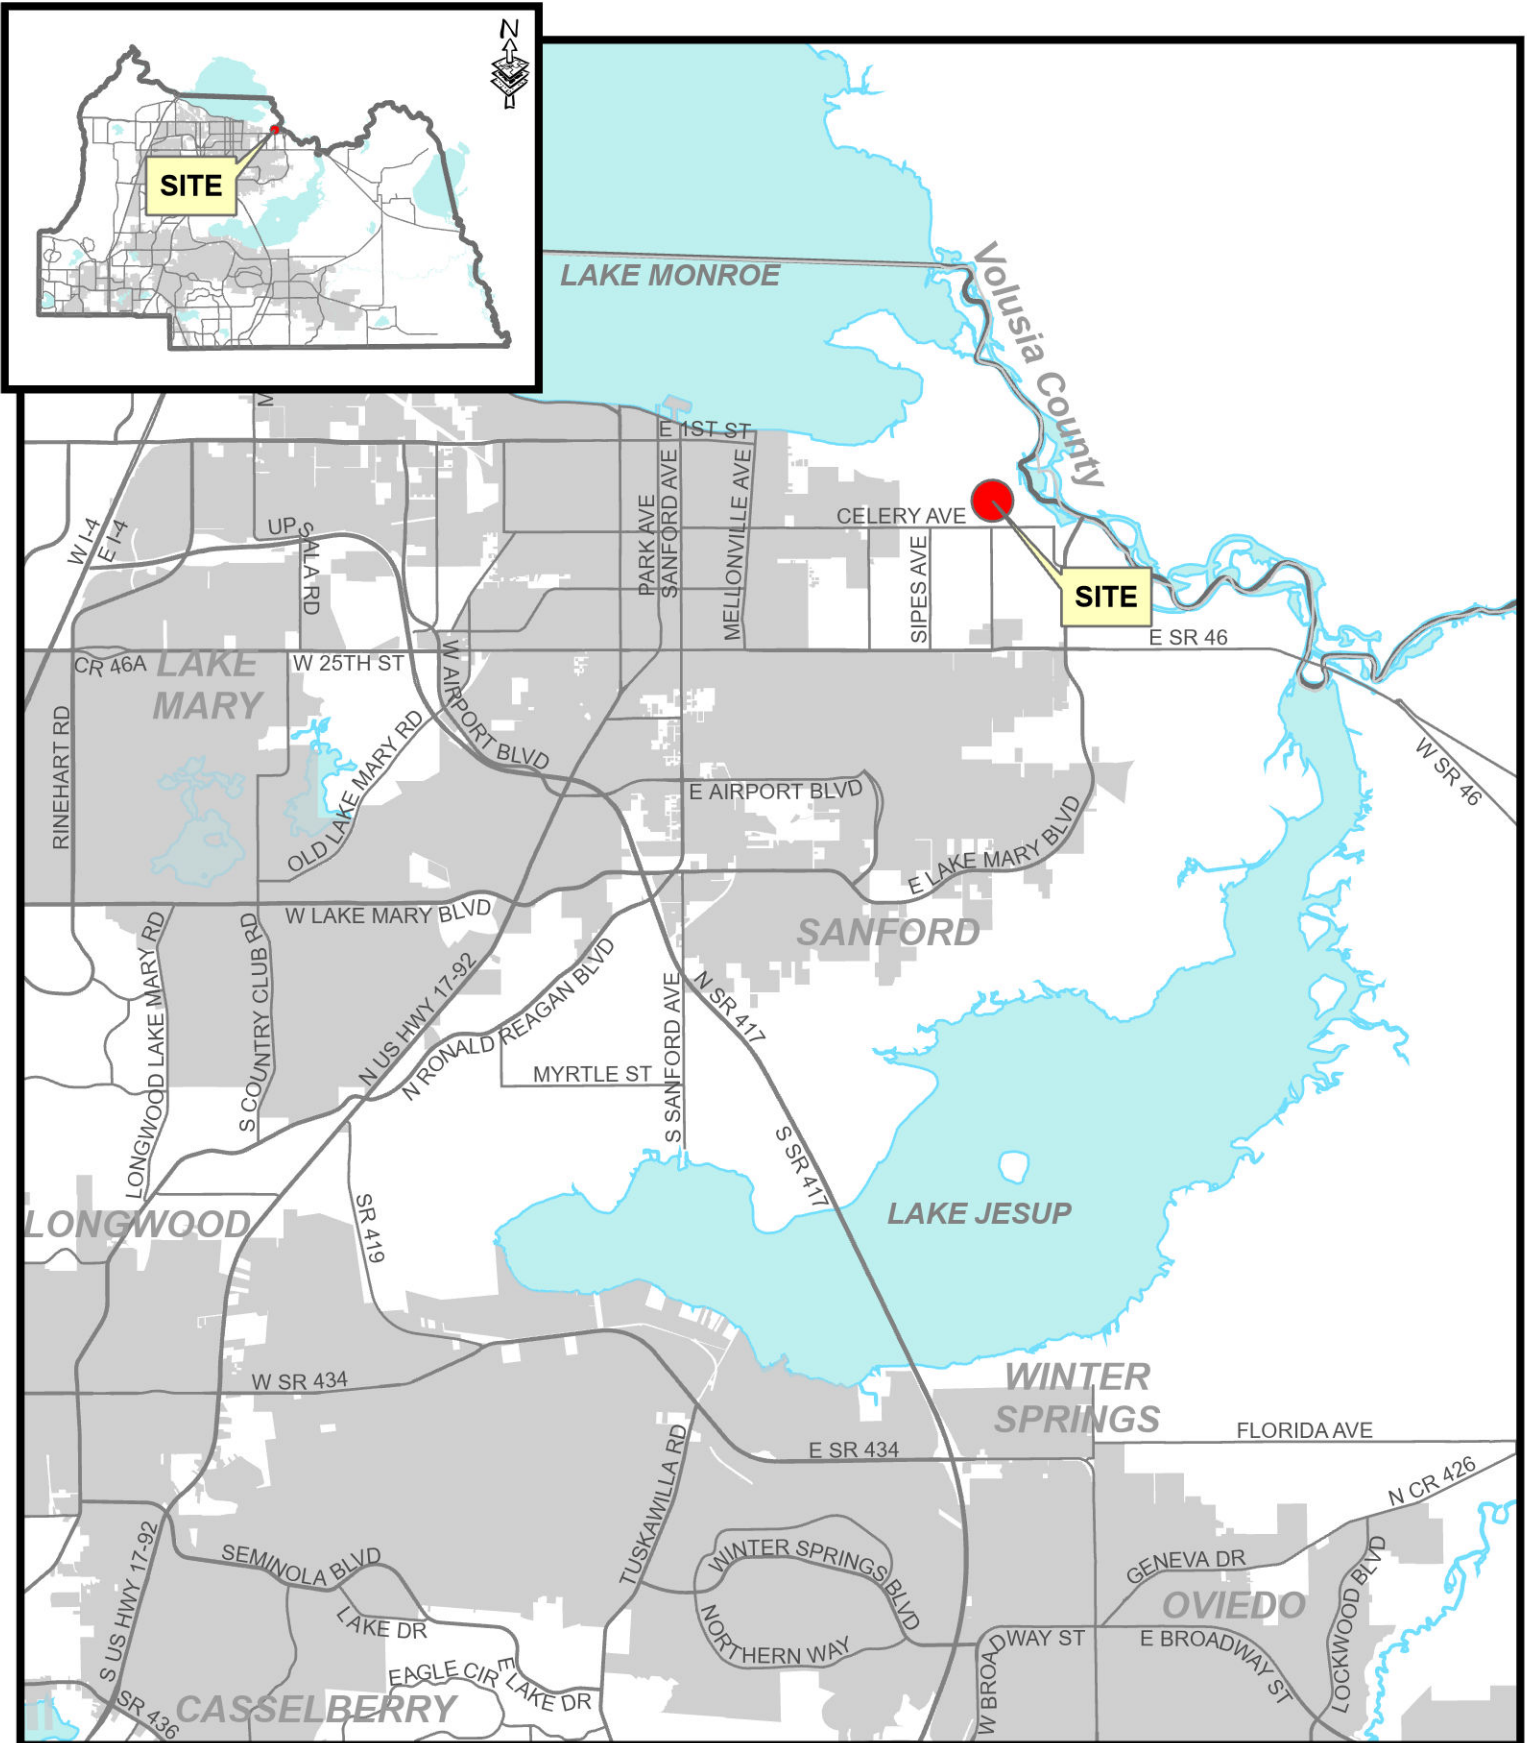 N
SITE
LAKE MONROE
Volusia County
E 1ST ST
W I-4
E I-4
UPSALA RD
PARK AVE
SANFORD AVE
MELLONVILLE AVE
CELERY AVE
SIPES AVE
SITE
E SR 46
CR 46A
LAKE
MARY
W 25TH ST
W AIRPORT BLVD
RINEHART RD
OLD LAKE MARY RD
E AIRPORT BLVD
W SR 46
E LAKE MARY BLVD
W LAKE MARY BLVD
SANFORD
LONGWOOD LAKE MARY RD
S COUNTRY CLUB RD
N US HWY 17-92
N RONALD REAGAN BLVD
S SANFORD AVE
N SR 417
MYRTLE ST
S SR 417
LAKE JESUP
LONGWOOD
SR 419
W SR 434
WINTER
SPRINGS
FLORIDA AVE
E SR 434
TUSKAWILLA RD
N CR 426
S US HWY 17-92
SEMINOLA BLVD
WINTER SPRINGS BLVD
GENEVA DR
LOCKWOOD BLVD
OVIEDO
LAKE DR
NORTHERN WAY
W BROADWAY ST
E BROADWAY ST
EAGLE CIR
E LAKE DR
CASSELBERRY
SR 436